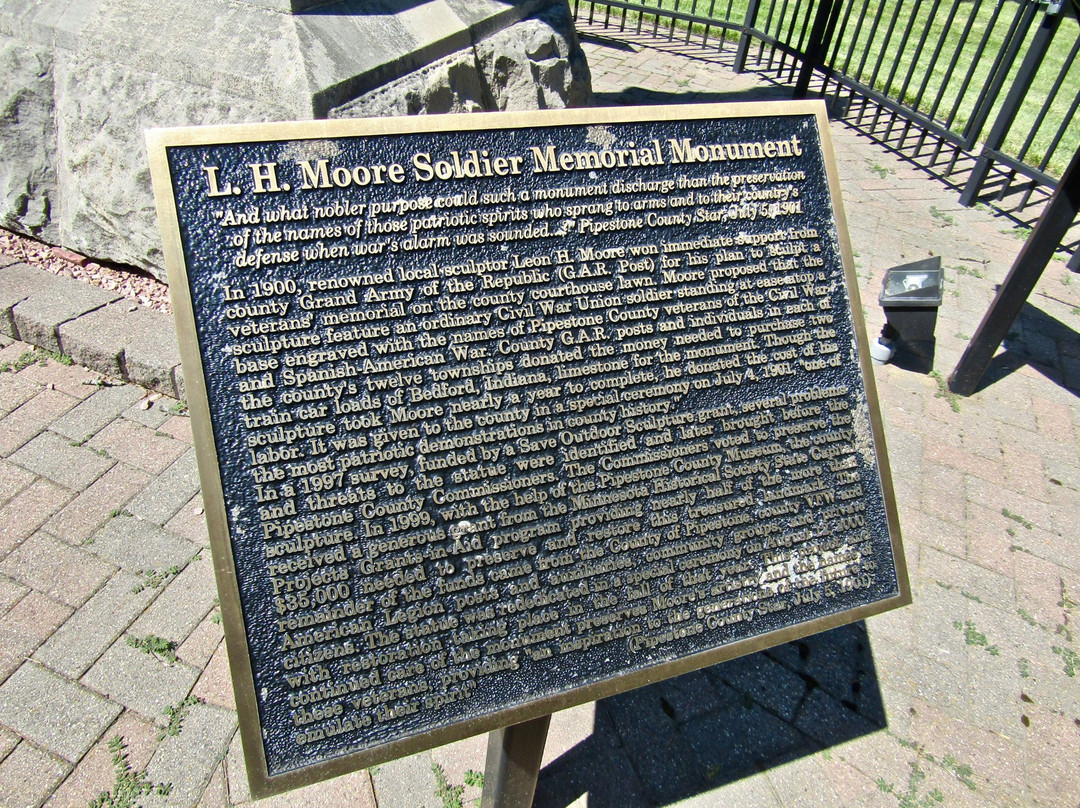 L. H. Moore Soldier Memorial Monument
"And what nobler purpose could such a monument discharge than the preservation
of the names of those patriotic spirits who sprang to arms and to their country's
defense when war's alarm was sounded...?" Pipestone County Star, July 5, 1901
In 1900, renowned local sculptor Leon H. Moore won immediate support from
county Grand Army of the Republic (G.A.R. Post) for his plan to sculpt a
veterans' memorial on the county courthouse lawn. Moore proposed that the
sculpture feature an ordinary Civil War Union soldier standing at ease atop a
base engraved with the names of Pipestone County veterans of the Civil War
and Spanish-American War. County G.A.R. posts and individuals in each of
the county's twelve townships donated the money needed to purchase two
train car loads of Bedford, Indiana, limestone for the monument. Though the
sculpture took Moore nearly a year to complete, he donated the cost of his
labor. It was given to the county in a special ceremony on July 4, 1901: "one of
the most patriotic demonstrations in county history."
In a 1997 survey, funded by a Save Outdoor Sculpture grant, several problems
and threats to the statue were identified and later brought before the
Pipestone County Commissioners. The Commissioners voted to preserve the
sculpture. In 1999, with the help of the Pipestone County Museum, the county
received a generous grant from the Minnesota Historical Society State Capital
Projects Grants-in-Aid program providing nearly half of the more than
$35,000 needed to preserve and restore this treasured landmark. The
remainder of the funds came from the County of Pipestone, county VFW and
American Legion posts and auxiliaries, community groups, and private
citizens. The statue was rededicated in a special ceremony on August
with restoration taking place in the fall of that year.
continued care of the monument preserves Moore's artistry and the names of
these veterans, providing "an inspiration to the
emulate their spirit" (Pipestone County Star, July 5,